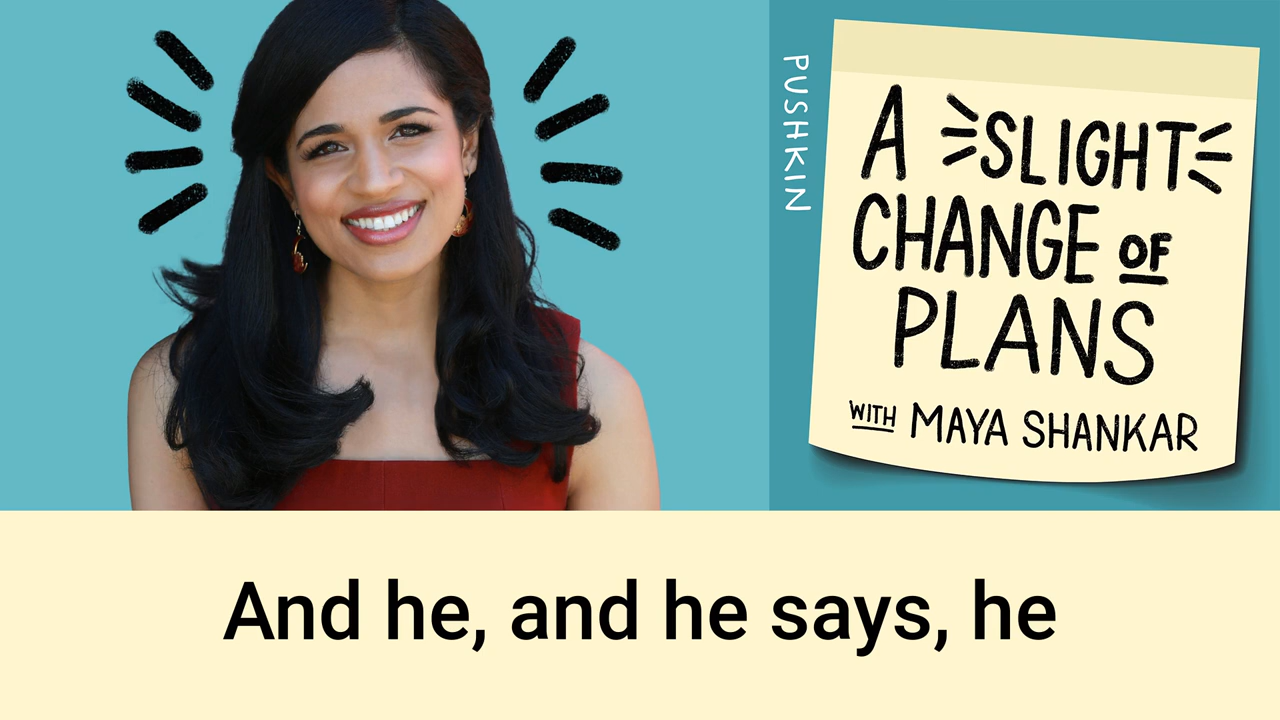 PUSHKIN
A SLIGHT
CHANGE OF
PLANS
WITH MAYA SHANKAR
And he, and he says, he